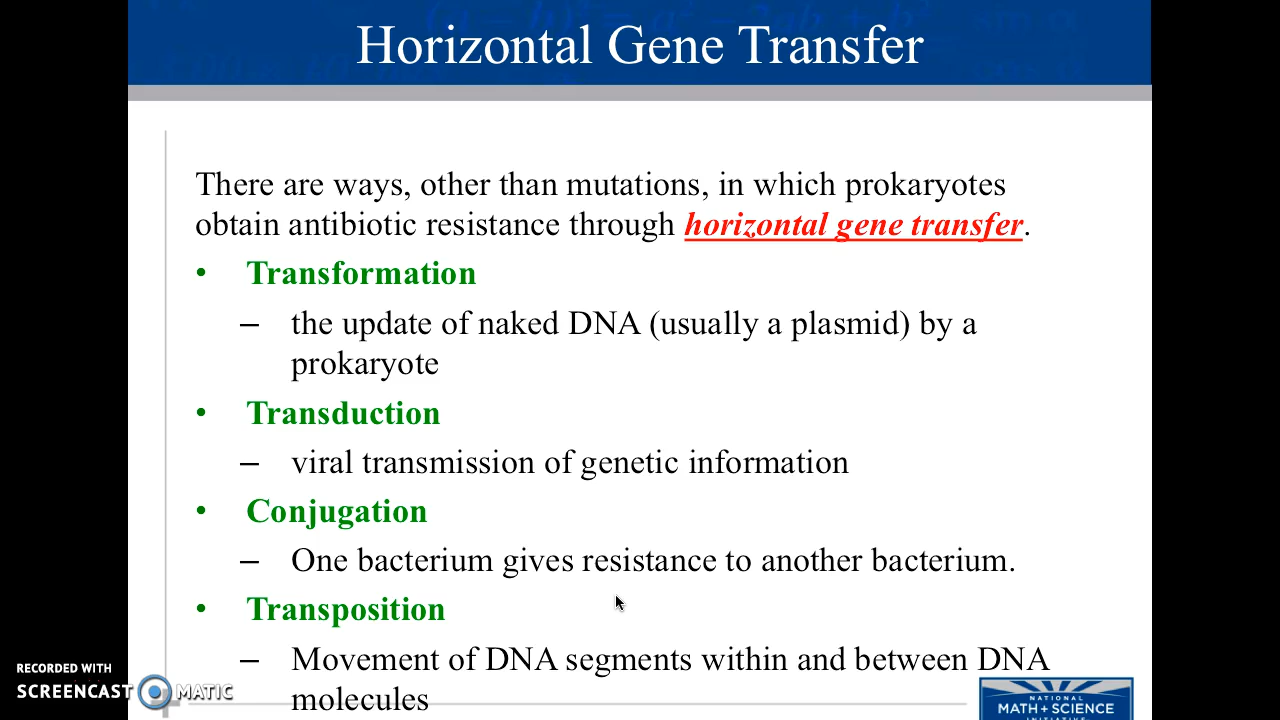 Horizontal Gene Transfer
There are ways, other than mutations, in which prokaryotes
obtain antibiotic resistance through horizontal gene transfer.
• Transformation
– the update of naked DNA (usually a plasmid) by a
prokaryote
• Transduction
– viral transmission of genetic information
• Conjugation
– One bacterium gives resistance to another bacterium.
• Transposition
– Movement of DNA segments within and between DNA
molecules
RECORDED WITH
SCREENCAST MATIC
NATIONAL
MATH + SCIENCE
INITIATIVE